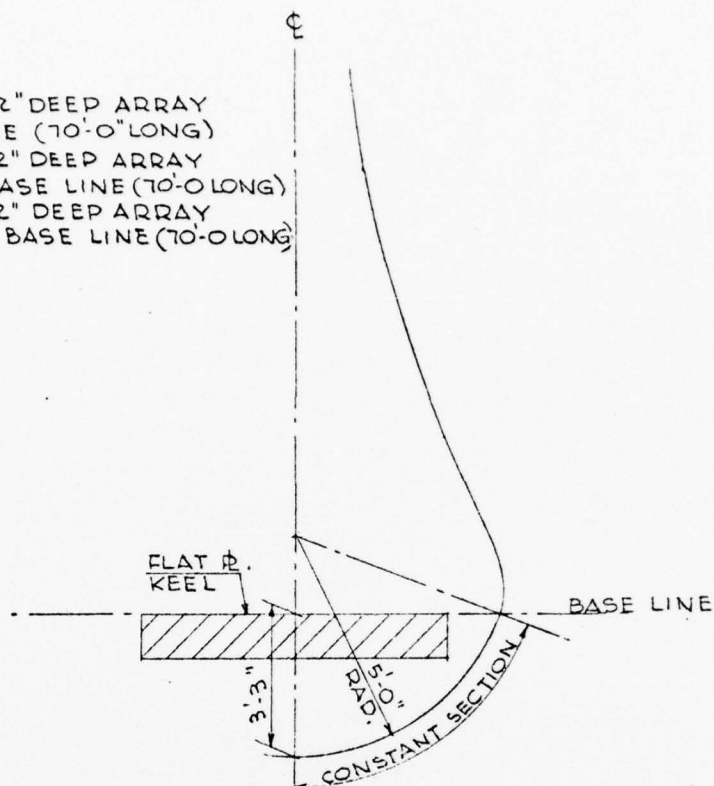 ℄
2" DEEP ARRAY
E (70'-0" LONG)
2" DEEP ARRAY
BASE LINE (70'-0 LONG)
2" DEEP ARRAY
BASE LINE (70'-0 LONG
FLAT ⅊.
KEEL
BASE LINE
3'-3"
5'-0"
RAD.
CONSTANT SECTION